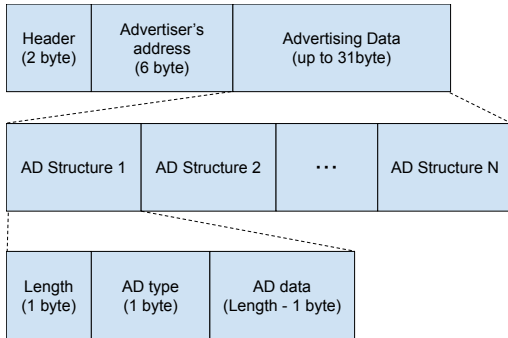 Header
(2 byte)
Advertiser's
address
(6 byte)
Advertising Data
(up to 31byte)
AD Structure 1
AD Structure 2
...
AD Structure N
Length
(1 byte)
AD type
(1 byte)
AD data
(Length - 1 byte)